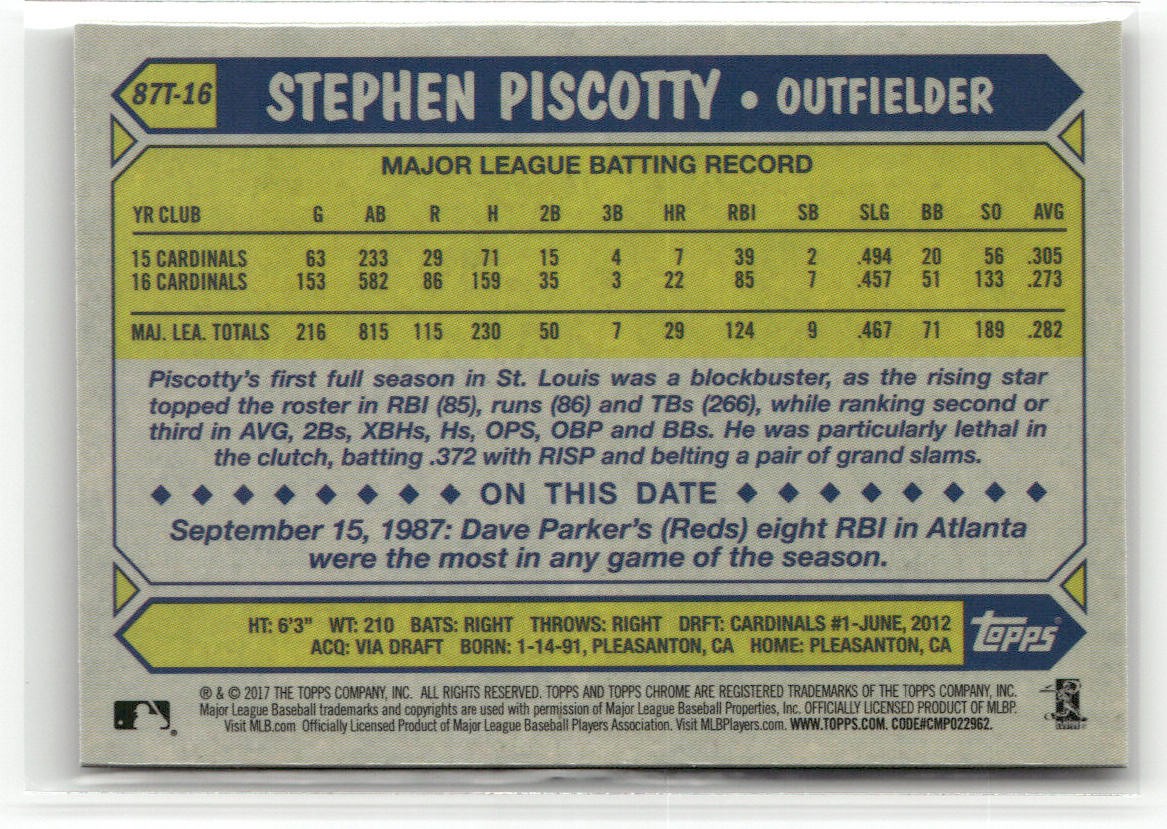 87T-16 STEPHEN PISCOTTY • OUTFIELDER
MAJOR LEAGUE BATTING RECORD
YR CLUB G AB R H 2B 3B HR RBI SB SLG BB SO AVG
15 CARDINALS 63 233 29 71 15 4 7 39 2 .494 20 56 .305
16 CARDINALS 153 582 86 159 35 3 22 85 7 .457 51 133 .273
MAJ. LEA. TOTALS 216 815 115 230 50 7 29 124 9 .467 71 189 .282
Piscotty's first full season in St. Louis was a blockbuster, as the rising star
topped the roster in RBI (85), runs (86) and TBs (266), while ranking second or
third in AVG, 2Bs, XBHs, Hs, OPS, OBP and BBs. He was particularly lethal in
the clutch, batting .372 with RISP and belting a pair of grand slams.
◆ ◆ ◆ ◆ ◆ ◆ ◆ ◆ ON THIS DATE ◆ ◆ ◆ ◆ ◆ ◆ ◆ ◆
September 15, 1987: Dave Parker's (Reds) eight RBI in Atlanta
were the most in any game of the season.
HT: 6'3" WT: 210 BATS: RIGHT THROWS: RIGHT DRFT: CARDINALS #1-JUNE, 2012
ACQ: VIA DRAFT BORN: 1-14-91, PLEASANTON, CA HOME: PLEASANTON, CA
topps®
® & © 2017 THE TOPPS COMPANY, INC. ALL RIGHTS RESERVED. TOPPS AND TOPPS CHROME ARE REGISTERED TRADEMARKS OF THE TOPPS COMPANY, INC.
Major League Baseball trademarks and copyrights are used with permission of Major League Baseball Properties, Inc. OFFICIALLY LICENSED PRODUCT OF MLBP.
Visit MLB.com Officially Licensed Product of Major League Baseball Players Association. Visit MLBPlayers.com. WWW.TOPPS.COM. CODE#CMP022962.